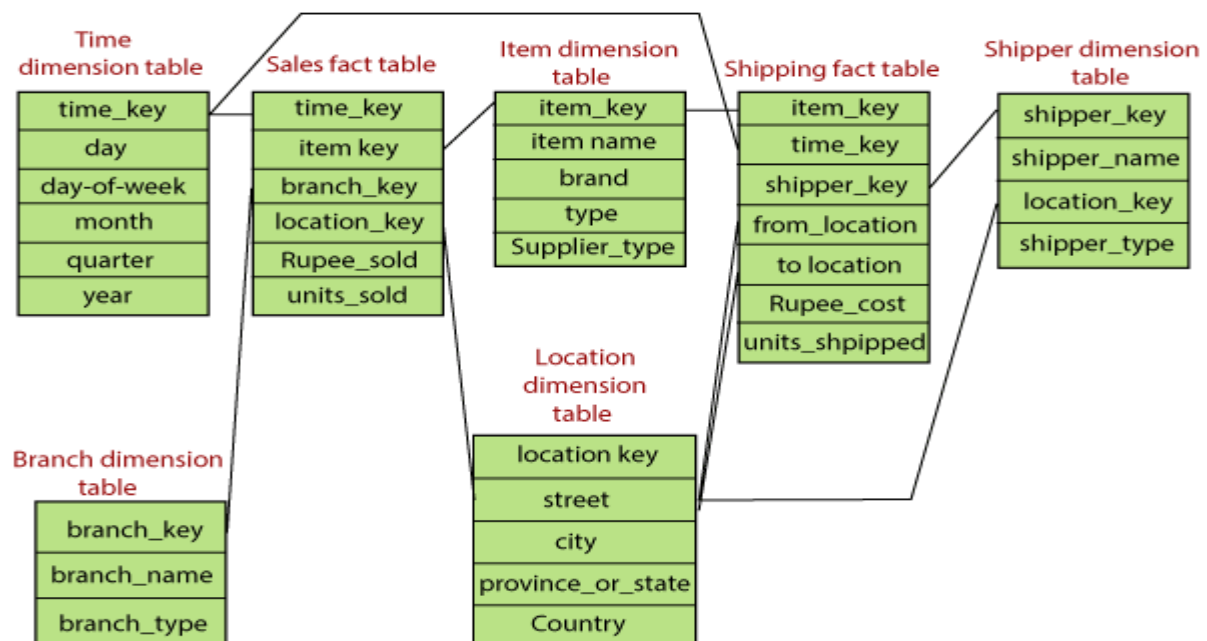 Time
dimension table
time_key
day
day-of-week
month
quarter
year
Sales fact table
time_key
item key
branch_key
location_key
Rupee_sold
units_sold
Item dimension
table
item_key
item name
brand
type
Supplier_type
Shipping fact table
item_key
time_key
shipper_key
from_location
to location
Rupee_cost
units_shpipped
Shipper dimension
table
shipper_key
shipper_name
location_key
shipper_type
Branch dimension
table
branch_key
branch_name
branch_type
Location
dimension
table
location key
street
city
province_or_state
Country